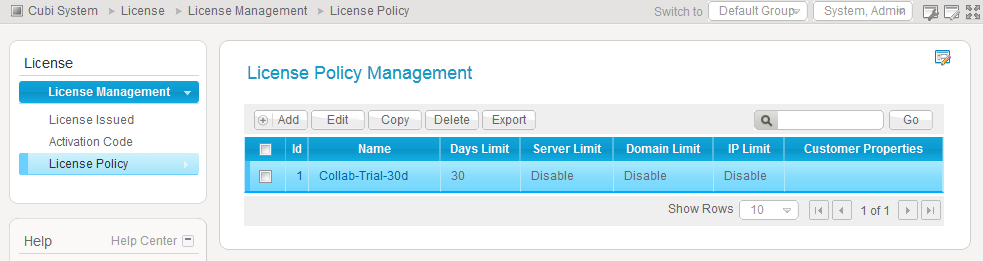 Cubi System License License Management License Policy Switch to Default Group System, Admin
License
License Management
License Issued
Activation Code
License Policy
Help Help Center
License Policy Management
Add Edit Copy Delete Export Go
Id Name Days Limit Server Limit Domain Limit IP Limit Customer Properties
1 Collab-Trial-30d 30 Disable Disable Disable
Show Rows 10 1 of 1